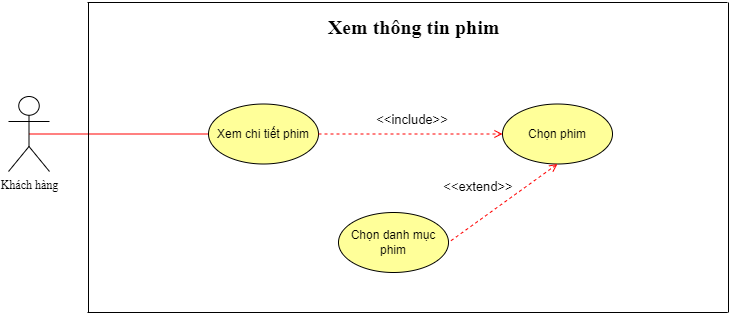 Xem thông tin phim
Xem chi tiết phim
<<include>>
Chọn phim
Khách hàng
<<extend>>
Chọn danh mục
phim